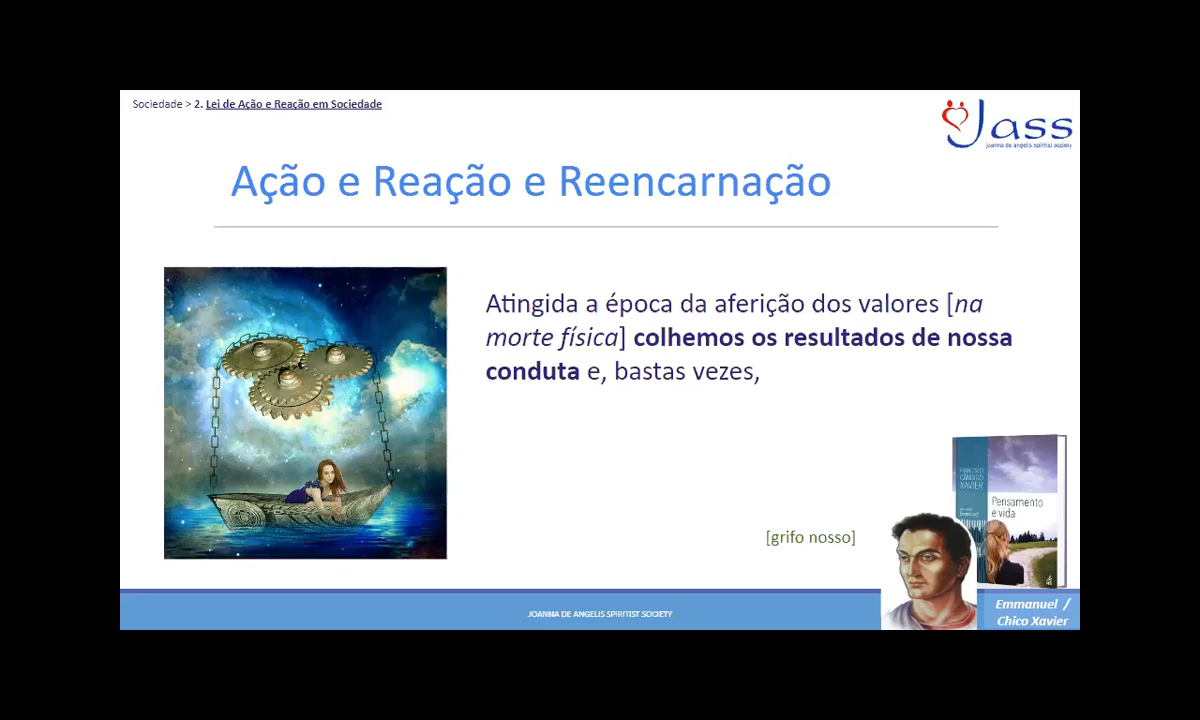 Sociedade > 2. Lei de Ação e Reação em Sociedade
Jass
joanna de angelis spiritist society
Ação e Reação e Reencarnação
Atingida a época da aferição dos valores [na
morte física] colhemos os resultados de nossa
conduta e, bastas vezes,
FRANCISCO
CÂNDIDO
XAVIER
Pensamento
e vida
[grifo nosso]
Emmanuel /
Chico Xavier
JOANNA DE ANGELIS SPIRITIST SOCIETY